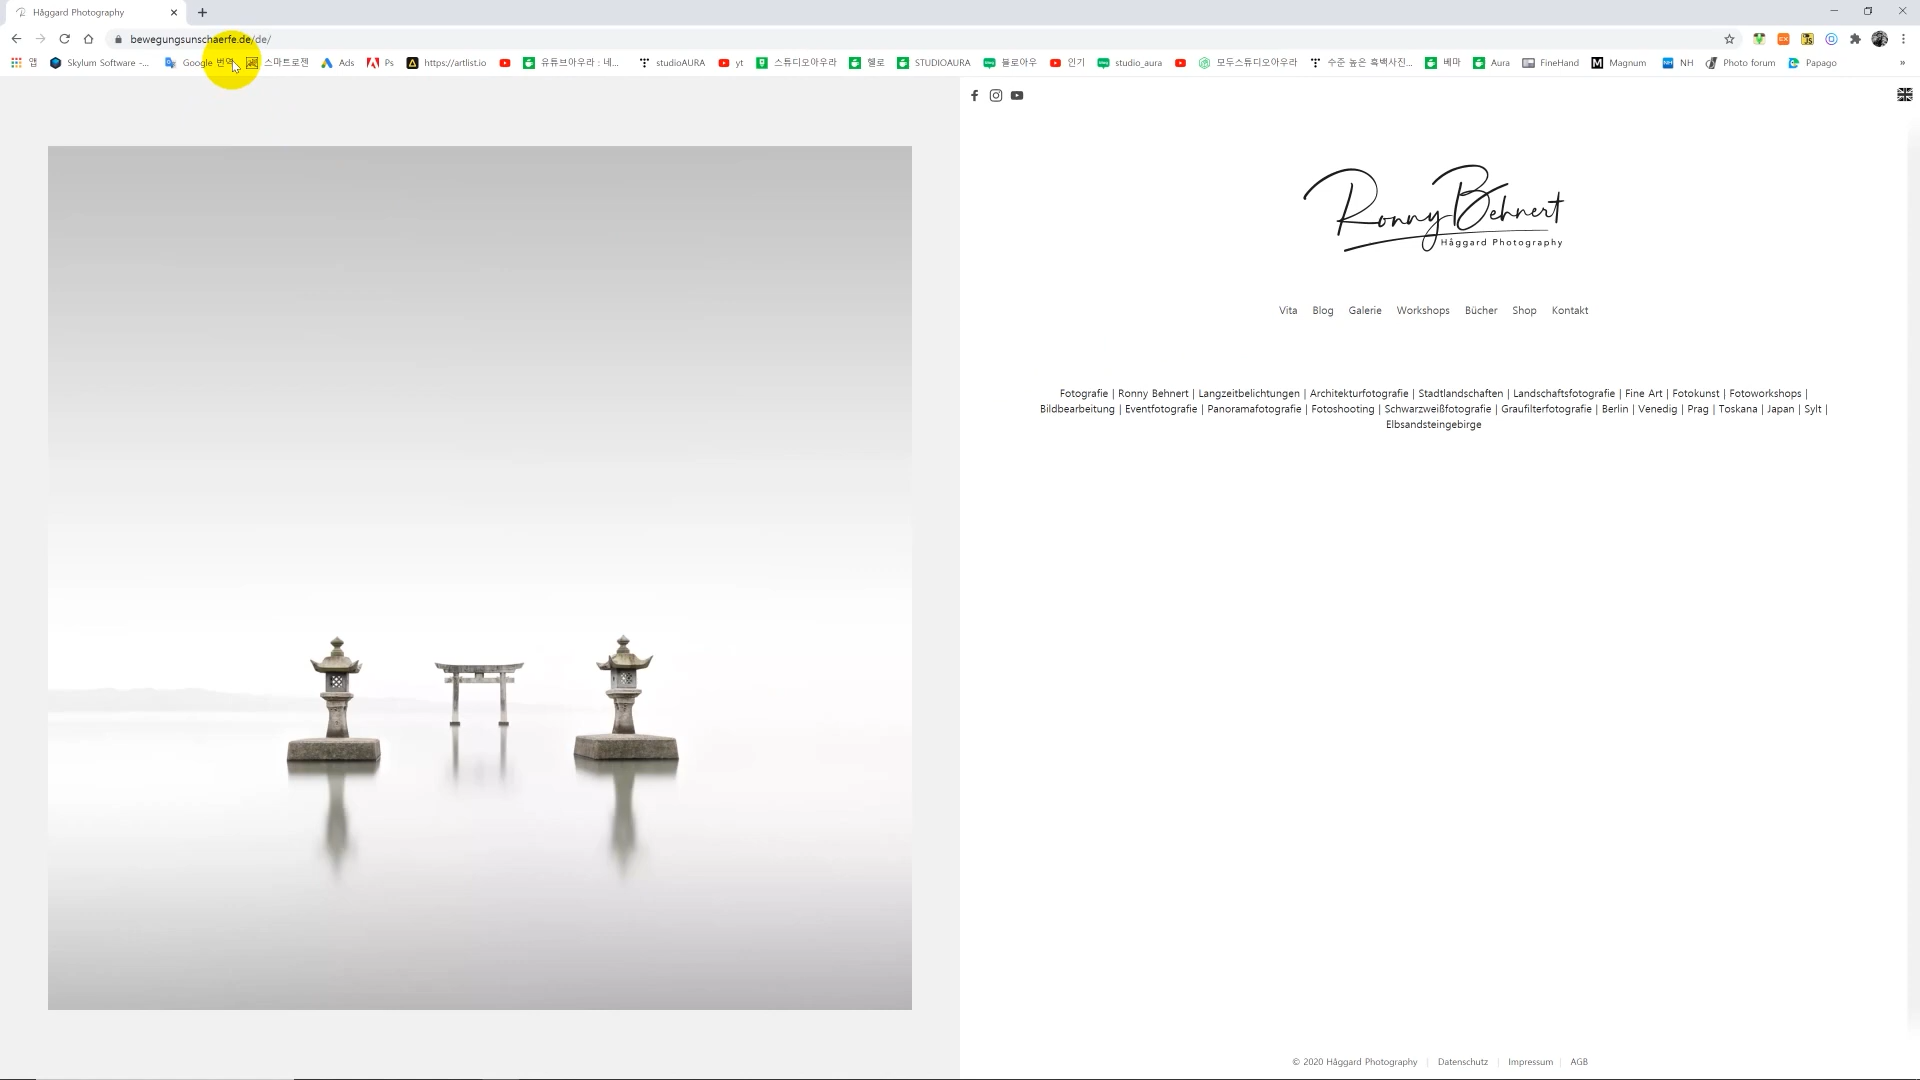 Håggard Photography
bewegungsunschaerfe.de/de/
앱 Skylum Software -... Google 번역 스마트로젠 Ads Ps https://artlist.io 유튜브아우라 : 네... studioAURA yt 스튜디오아우라 헬로 STUDIOAURA 블로아우 인기 studio_aura 모두스튜디오아우라 수준 높은 흑백사진... 베마 Aura FineHand Magnum NH Photo forum Papago »
Ronny Behnert
Håggard Photography
Vita Blog Galerie Workshops Bücher Shop Kontakt
Fotografie | Ronny Behnert | Langzeitbelichtungen | Architekturfotografie | Stadtlandschaften | Landschaftsfotografie | Fine Art | Fotokunst | Fotoworkshops |
Bildbearbeitung | Eventfotografie | Panoramafotografie | Fotoshooting | Schwarzweißfotografie | Graufilterfotografie | Berlin | Venedig | Prag | Toskana | Japan | Sylt |
Elbsandsteingebirge
© 2020 Håggard Photography | Datenschutz | Impressum | AGB